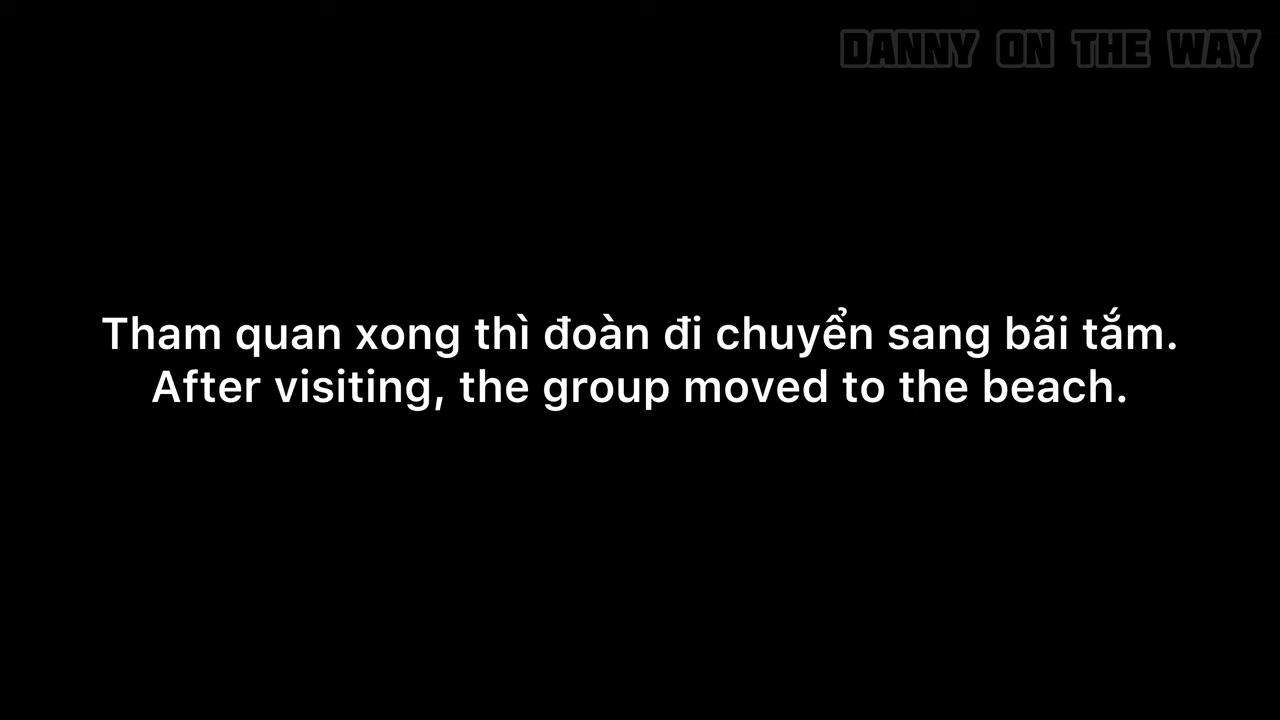 DANNY ON THE WAY
Tham quan xong thì đoàn đi chuyển sang bãi tắm.
After visiting, the group moved to the beach.